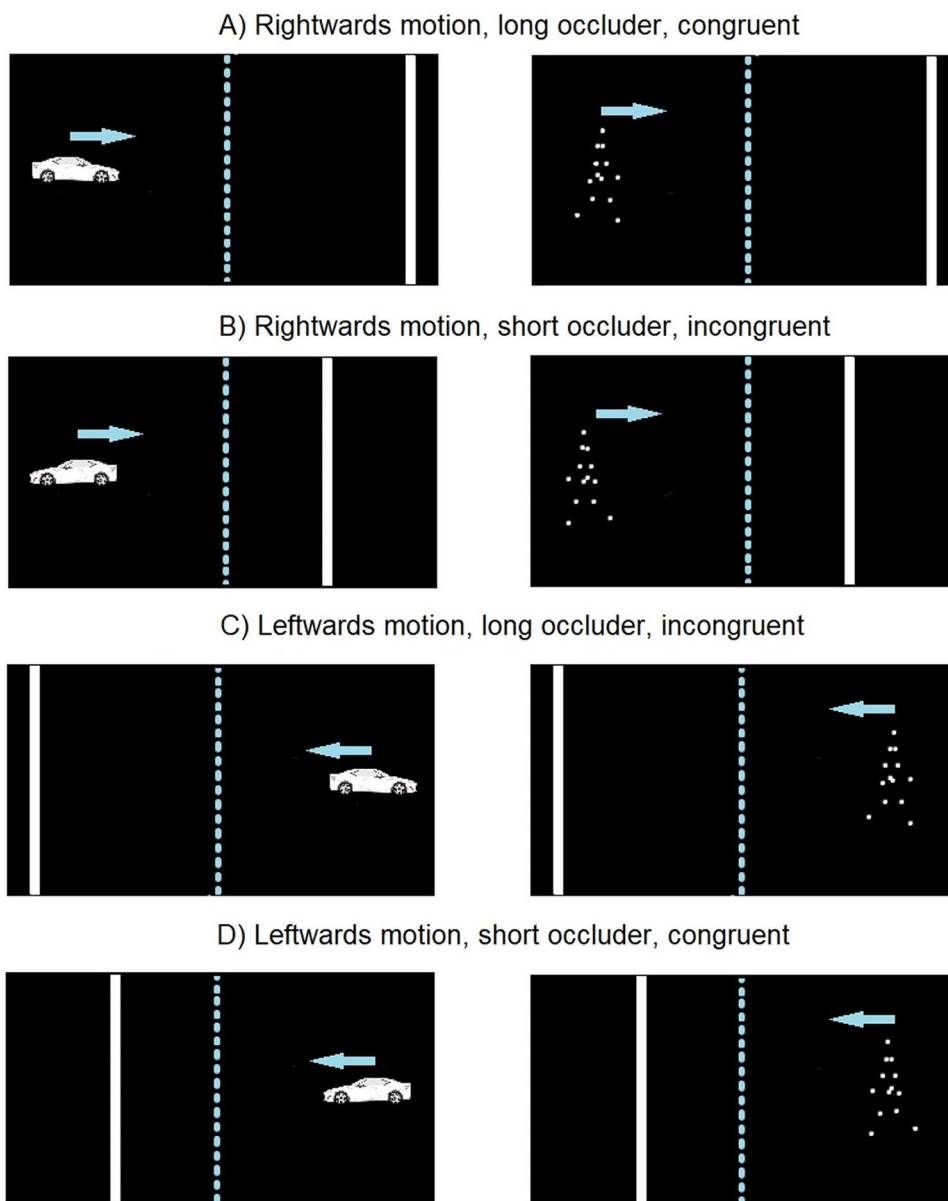 A) Rightwards motion, long occluder, congruent
B) Rightwards motion, short occluder, incongruent
C) Leftwards motion, long occluder, incongruent
D) Leftwards motion, short occluder, congruent